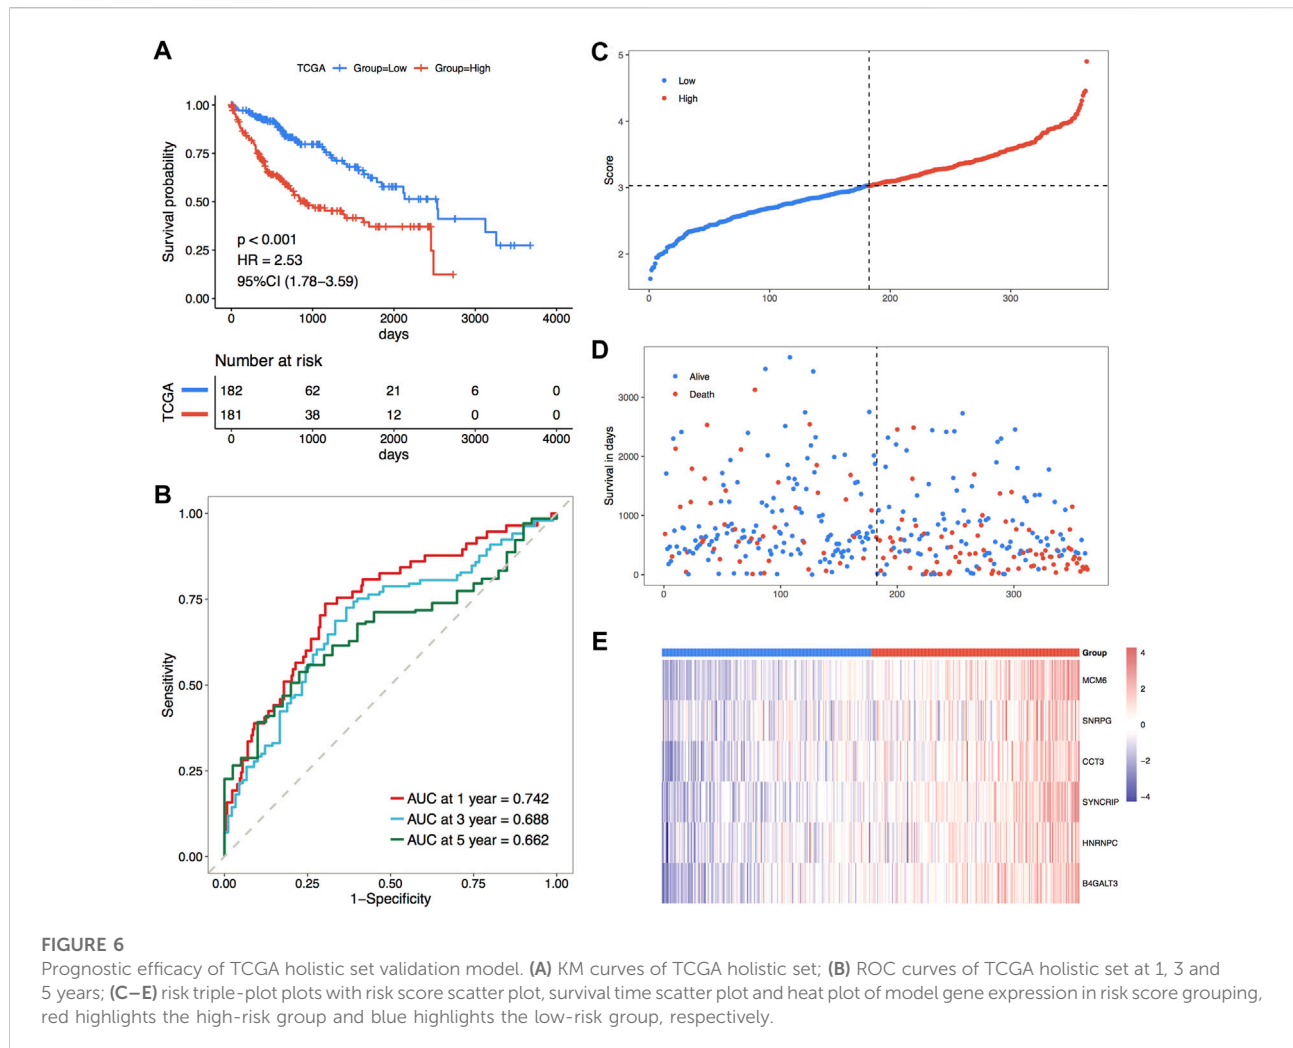 A
TCGA Group=Low Group=High
1.00
0.75
0.50
0.25
0.00
Survival probability
p < 0.001
HR = 2.53
95%CI (1.78–3.59)
0 1000 2000 3000 4000
days
Number at risk
TCGA
182 62 21 6 0
181 38 12 0 0
0 1000 2000 3000 4000
days
B
1.00
0.75
0.50
0.25
0.00
Sensitivity
AUC at 1 year = 0.742
AUC at 3 year = 0.688
AUC at 5 year = 0.662
0.00 0.25 0.50 0.75 1.00
1−Specificity
C
5
4
3
2
Score
Low
High
0 100 200 300
D
3000
2000
1000
0
Survival in days
Alive
Death
0 100 200 300
E
Group
MCM6
SNRPG
CCT3
SYNCRIP
HNRNPC
B4GALT3
4
2
0
−2
−4
FIGURE 6
Prognostic efficacy of TCGA holistic set validation model. (A) KM curves of TCGA holistic set; (B) ROC curves of TCGA holistic set at 1, 3 and
5 years; (C–E) risk triple-plot plots with risk score scatter plot, survival time scatter plot and heat plot of model gene expression in risk score grouping,
red highlights the high-risk group and blue highlights the low-risk group, respectively.